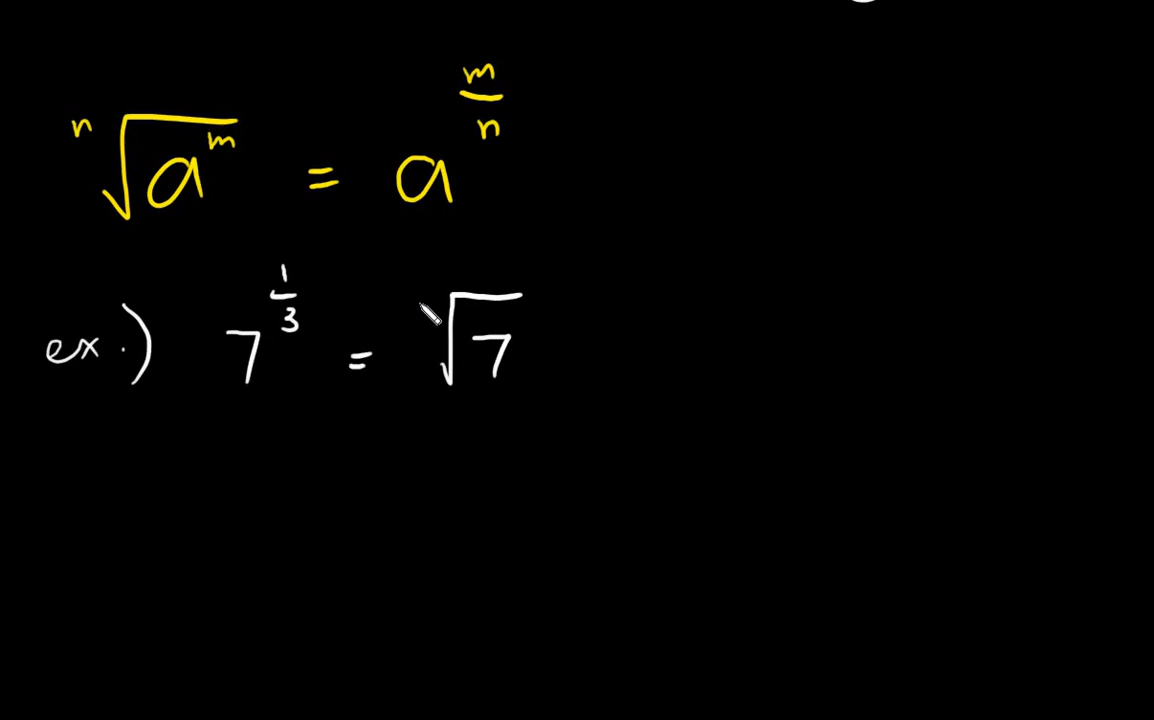 ⁿ√aᵐ = a^(m/n)
ex.) 7^(1/3) = √7